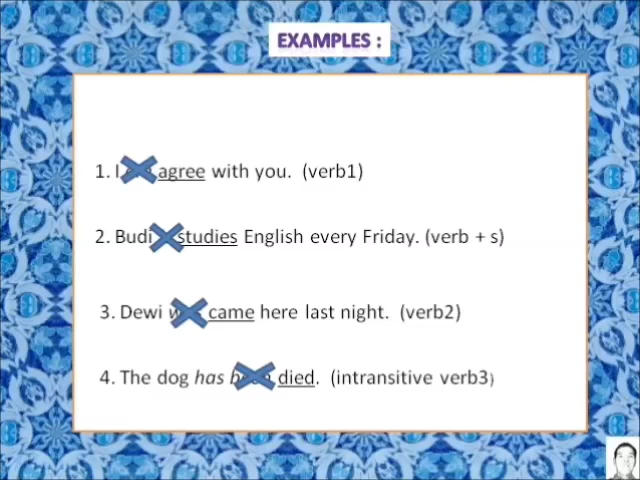 EXAMPLES :
1. I agree with you. (verb1)
2. Budi studies English every Friday. (verb + s)
3. Dewi came here last night. (verb2)
4. The dog has died. (intransitive verb3)